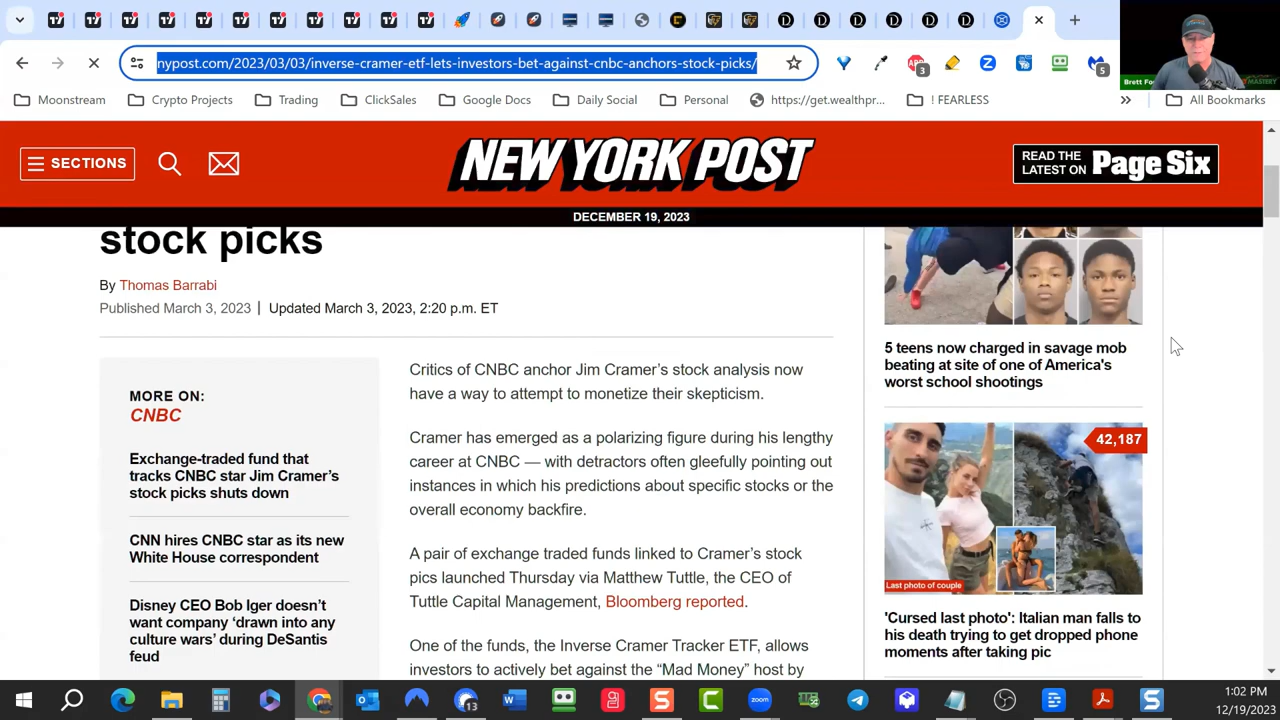 3
5
nypost.com/2023/03/03/inverse-cramer-etf-lets-investors-bet-against-cnbc-anchors-stock-picks/
Moonstream
Crypto Projects
Trading
ClickSales
Google Docs
Daily Social
Personal
https://get.wealthpr...
! FEARLESS
»
All Bookmarks
SECTIONS
NEW YORK POST
READ THE
LATEST ON
Page Six
DECEMBER 19, 2023
stock picks
By Thomas Barrabi
Published March 3, 2023 | Updated March 3, 2023, 2:20 p.m. ET
MORE ON:
CNBC
Exchange-traded fund that
tracks CNBC star Jim Cramer’s
stock picks shuts down
CNN hires CNBC star as its new
White House correspondent
Disney CEO Bob Iger doesn’t
want company ‘drawn into any
culture wars’ during DeSantis
feud
Critics of CNBC anchor Jim Cramer’s stock analysis now
have a way to attempt to monetize their skepticism.
Cramer has emerged as a polarizing figure during his lengthy
career at CNBC — with detractors often gleefully pointing out
instances in which his predictions about specific stocks or the
overall economy backfire.
A pair of exchange traded funds linked to Cramer’s stock
pics launched Thursday via Matthew Tuttle, the CEO of
Tuttle Capital Management, Bloomberg reported.
One of the funds, the Inverse Cramer Tracker ETF, allows
investors to actively bet against the “Mad Money” host by
5 teens now charged in savage mob
beating at site of one of America's
worst school shootings
42,187
Last photo of couple
'Cursed last photo': Italian man falls to
his death trying to get dropped phone
moments after taking pic
13
zoom
1:02 PM
12/19/2023